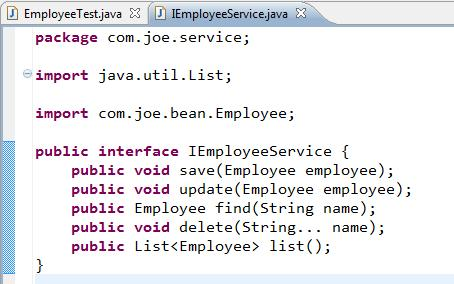 EmployeeTest.java IEmployeeService.java
package com.joe.service;
import java.util.List;
import com.joe.bean.Employee;
public interface IEmployeeService {
public void save(Employee employee);
public void update(Employee employee);
public Employee find(String name);
public void delete(String... name);
public List<Employee> list();
}